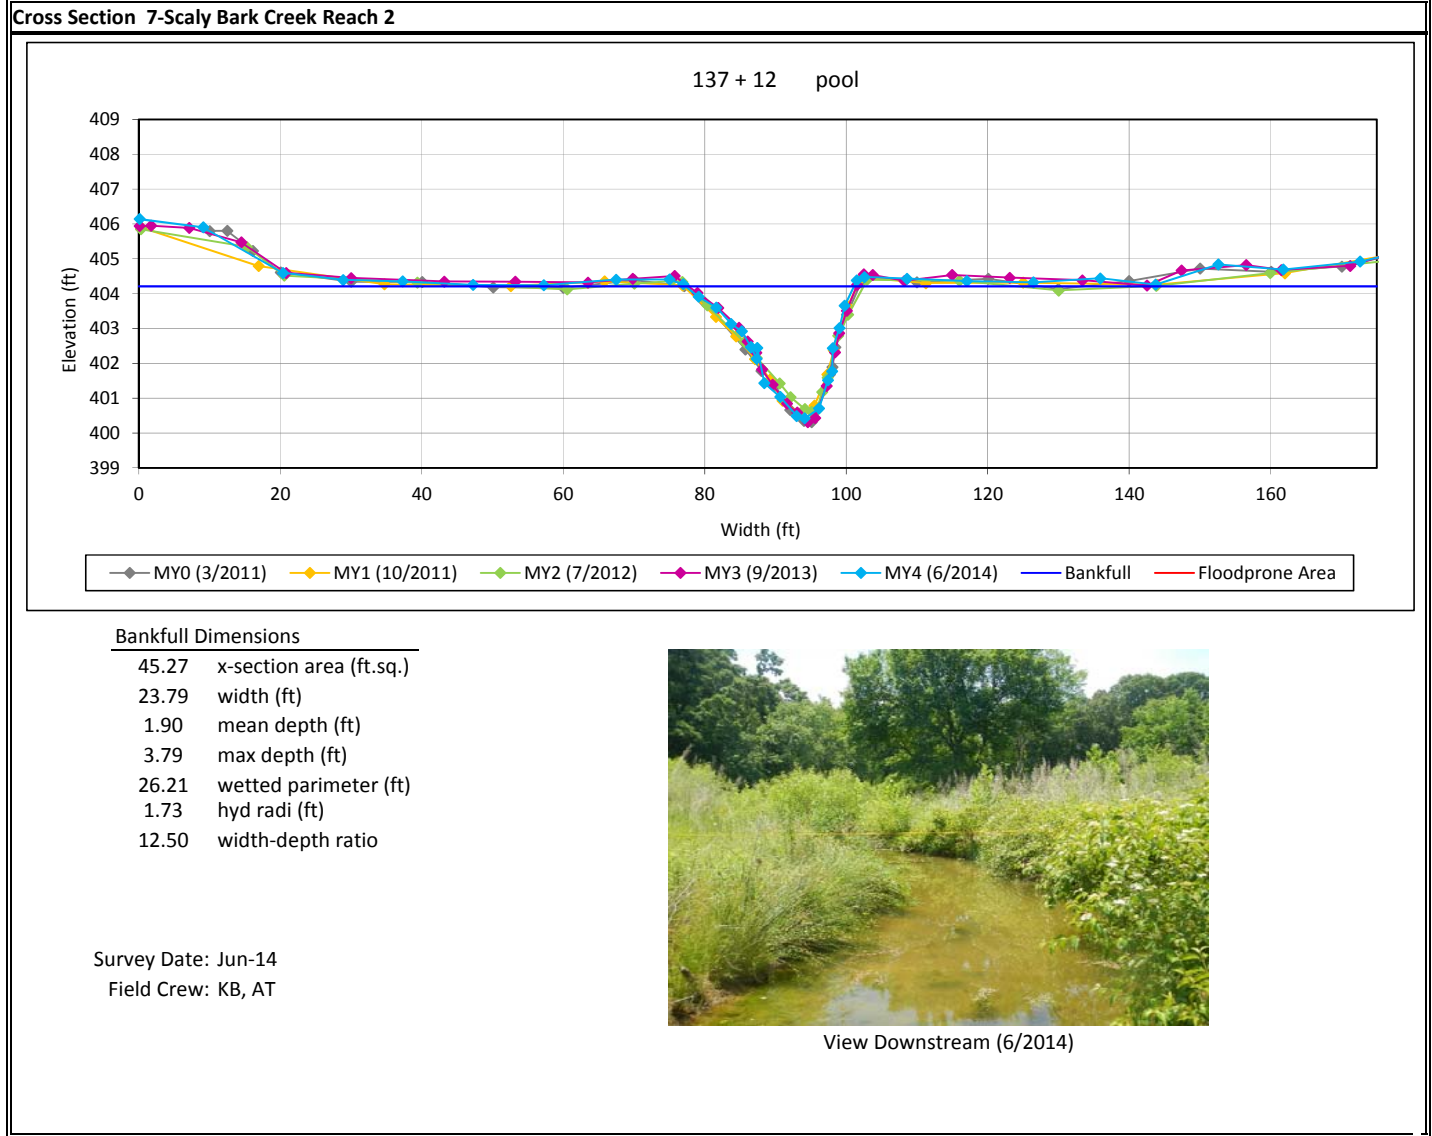 Cross Section  7-Scaly Bark Creek Reach 2
137 + 12 pool
409
408
407
406
405
404
403
402
401
400
399
Elevation (ft)
0 20 40 60 80 100 120 140 160
Width (ft)
MY0 (3/2011) MY1 (10/2011) MY2 (7/2012) MY3 (9/2013) MY4 (6/2014) Bankfull Floodprone Area
Bankfull Dimensions
45.27 x-section area (ft.sq.)
23.79 width (ft)
1.90 mean depth (ft)
3.79 max depth (ft)
26.21 wetted parimeter (ft)
1.73 hyd radi (ft)
12.50 width-depth ratio
Survey Date: Jun-14
Field Crew: KB, AT
View Downstream (6/2014)